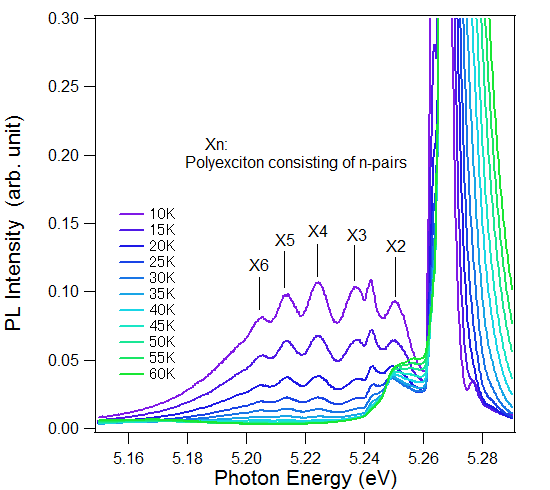 0.30
0.25
0.20
0.15
0.10
0.05
0.00
PL Intensity (arb. unit)
Xn:
Polyexciton consisting of n-pairs
X6
X5
X4
X3
X2
10K
15K
20K
25K
30K
35K
40K
45K
50K
55K
60K
5.16 5.18 5.20 5.22 5.24 5.26 5.28
Photon Energy (eV)